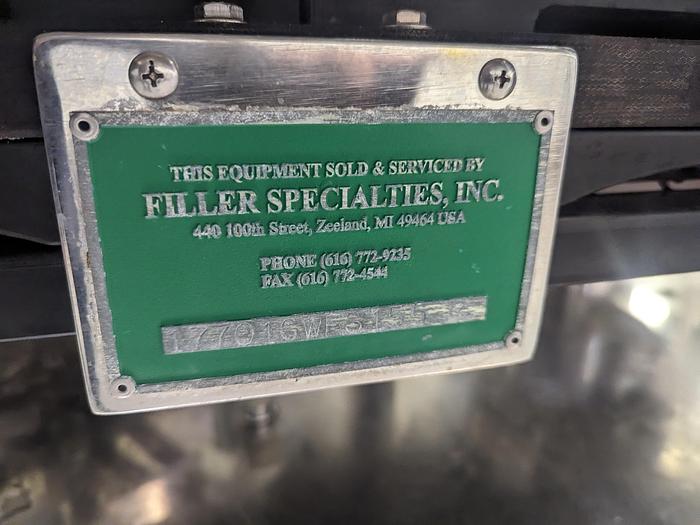 THIS EQUIPMENT SOLD & SERVICED BY
FILLER SPECIALTIES, INC.
440 100th Street, Zeeland, MI 49464 USA
PHONE (616) 772-9235
FAX (616) 772-4544